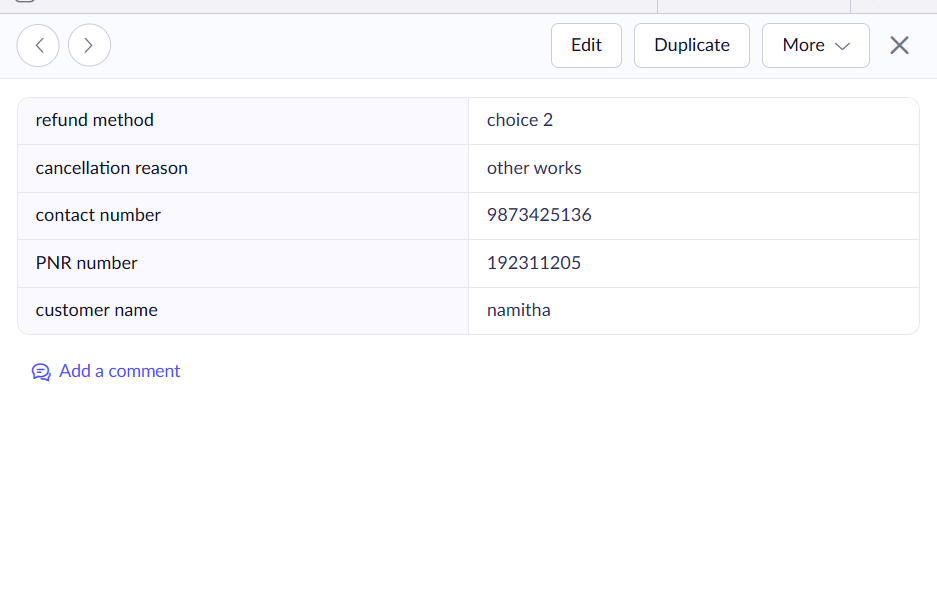 Edit Duplicate More
refund method choice 2
cancellation reason other works
contact number 9873425136
PNR number 192311205
customer name namitha
Add a comment